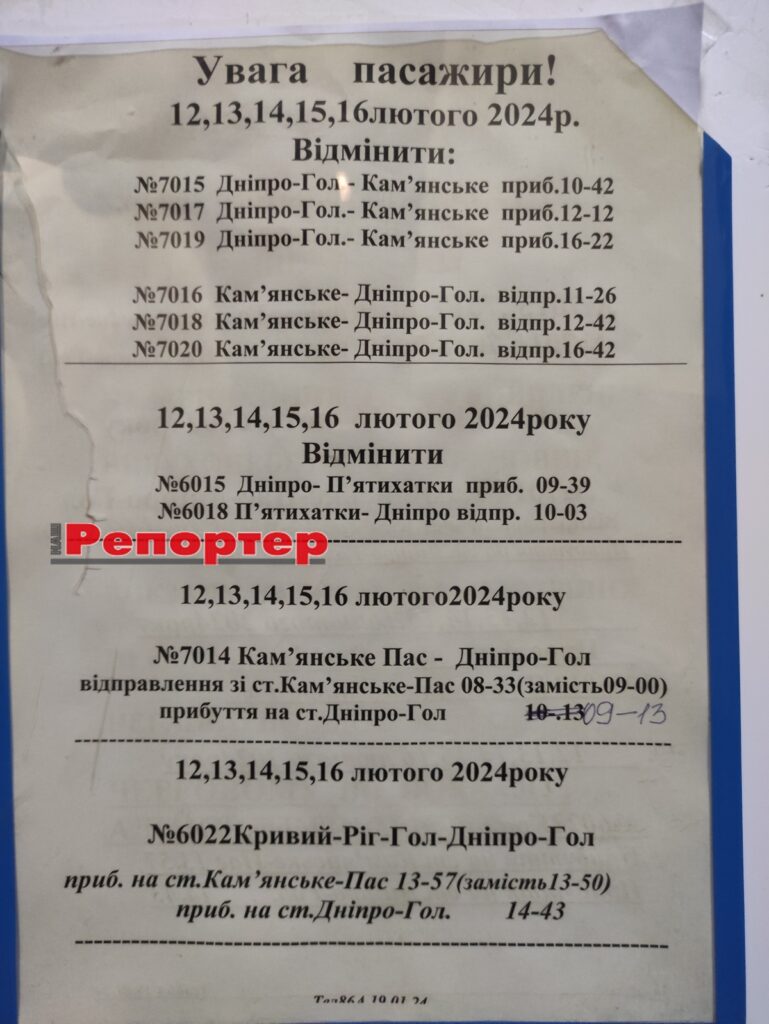 Увага пасажири!
12,13,14,15,16лютого 2024р.
Відмінити:
№7015 Дніпро-Гол.- Кам’янське приб.10-42
№7017 Дніпро-Гол.- Кам’янське приб.12-12
№7019 Дніпро-Гол.- Кам’янське приб.16-22
№7016 Кам’янське- Дніпро-Гол. відпр.11-26
№7018 Кам’янське- Дніпро-Гол. відпр.12-42
№7020 Кам’янське- Дніпро-Гол. відпр.16-42
12,13,14,15,16 лютого 2024року
Відмінити
№6015 Дніпро- П’ятихатки приб. 09-39
№6018 П’ятихатки- Дніпро відпр. 10-03
НАШ Репортер
12,13,14,15,16 лютого2024року
№7014 Кам’янське Пас - Дніпро-Гол
відправлення зі ст.Кам’янське-Пас 08-33(замість09-00)
прибуття на ст.Дніпро-Гол 10-.13 09-13
12,13,14,15,16 лютого 2024року
№6022Кривий-Ріг-Гол-Дніпро-Гол
приб. на ст.Кам’янське-Пас 13-57(замість13-50)
приб. на ст.Дніпро-Гол. 14-43